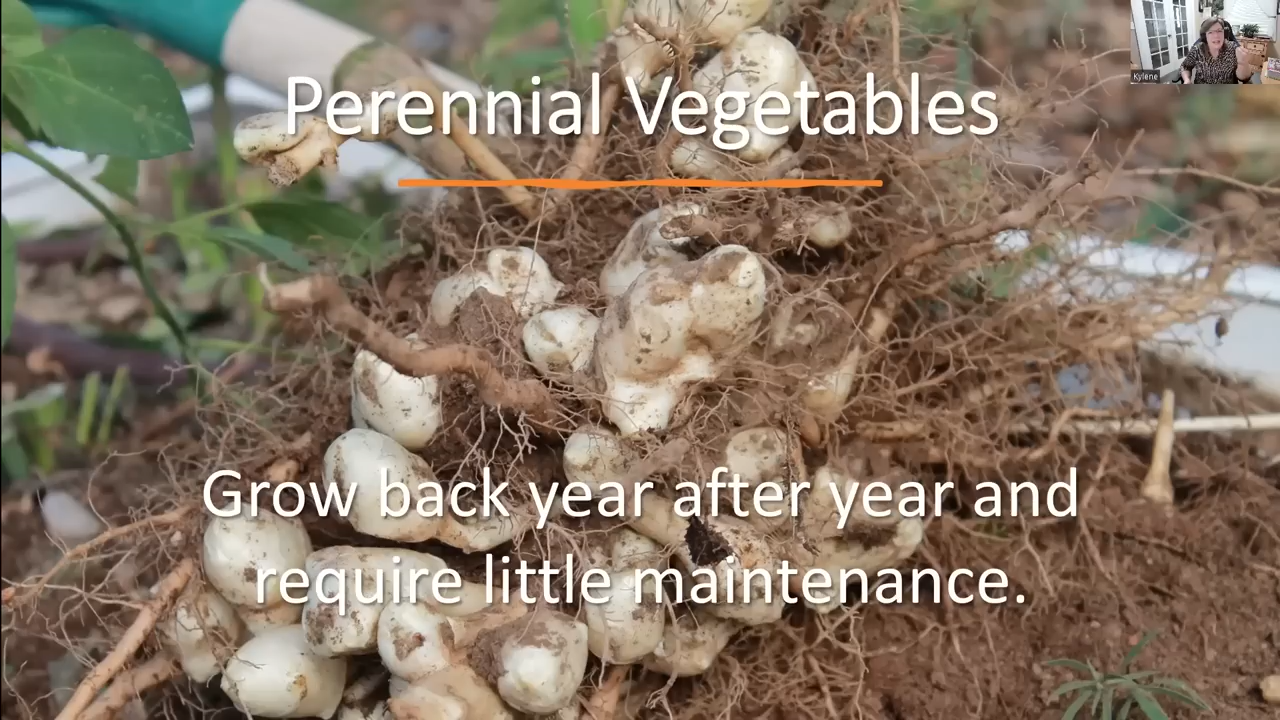 Perennial Vegetables
Kylene
Grow back year after year and
require little maintenance.